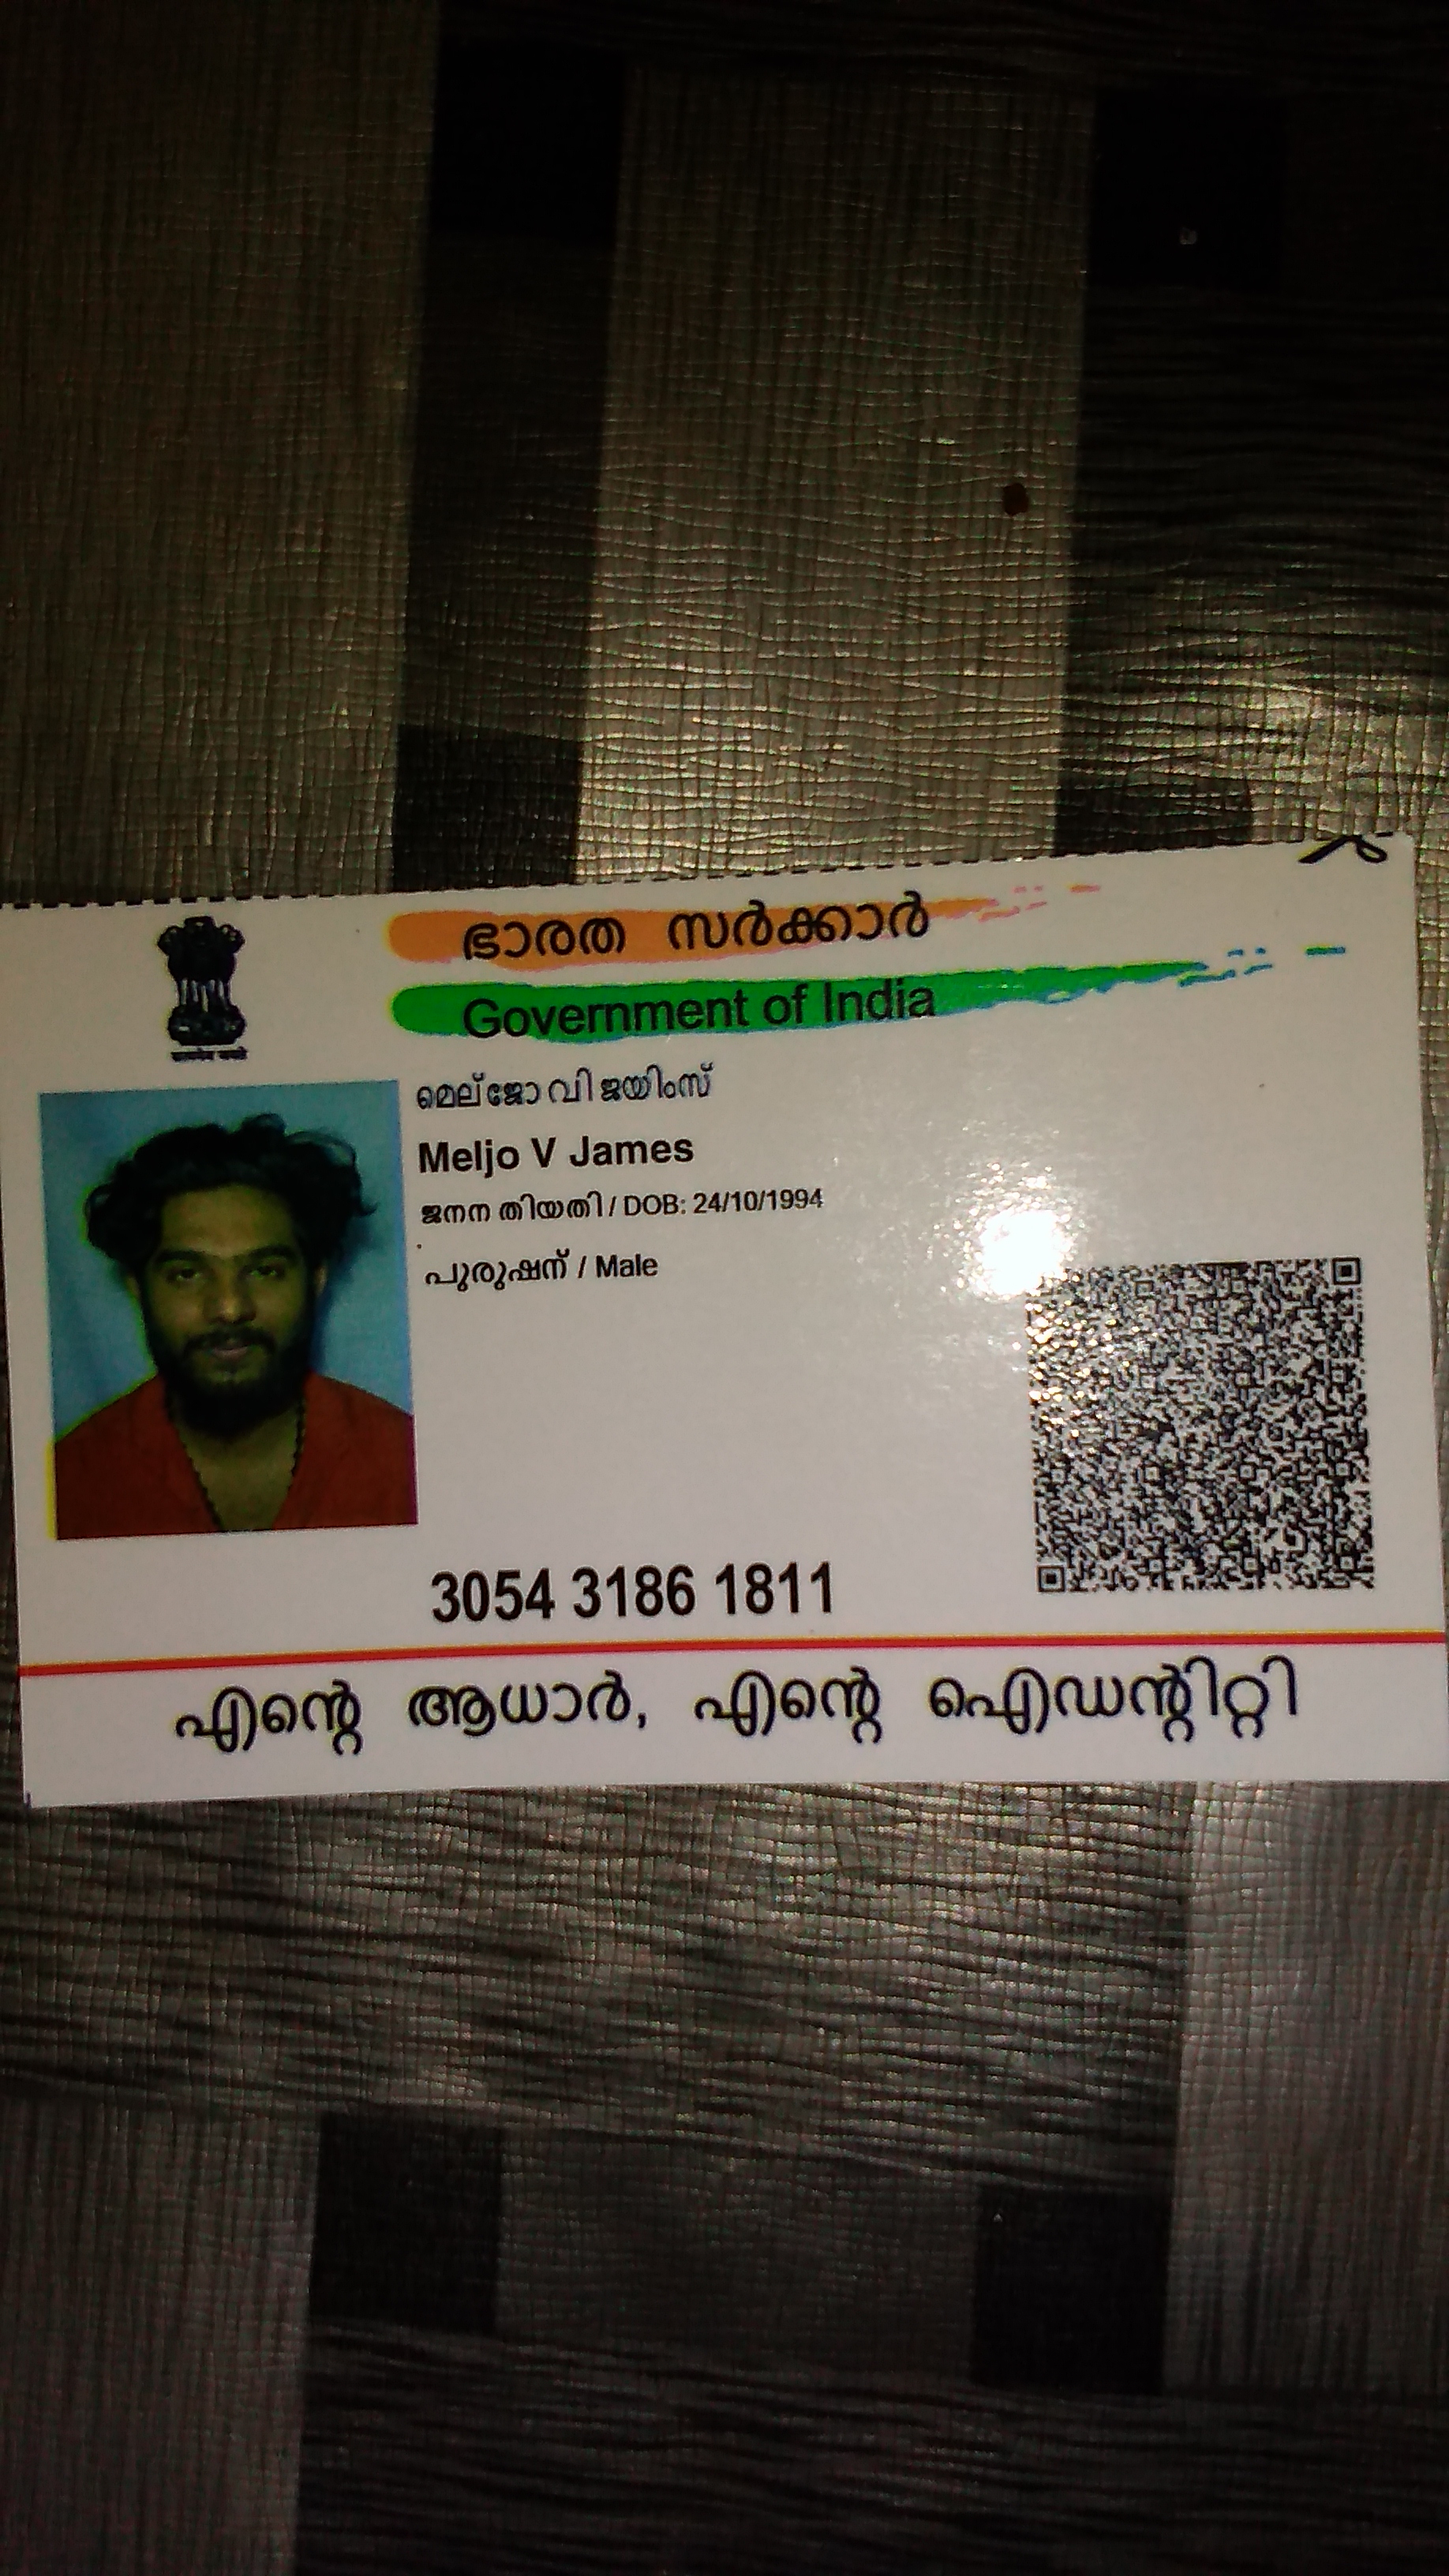 ഭാരത സർക്കാർ
Government of India
മെല്ജോ വി ജയിംസ്
Meljo V James
ജനന തിയതി / DOB: 24/10/1994
പുരുഷന് / Male
3054 3186 1811
എന്റെ ആധാർ, എന്റെ ഐഡന്റിറ്റി